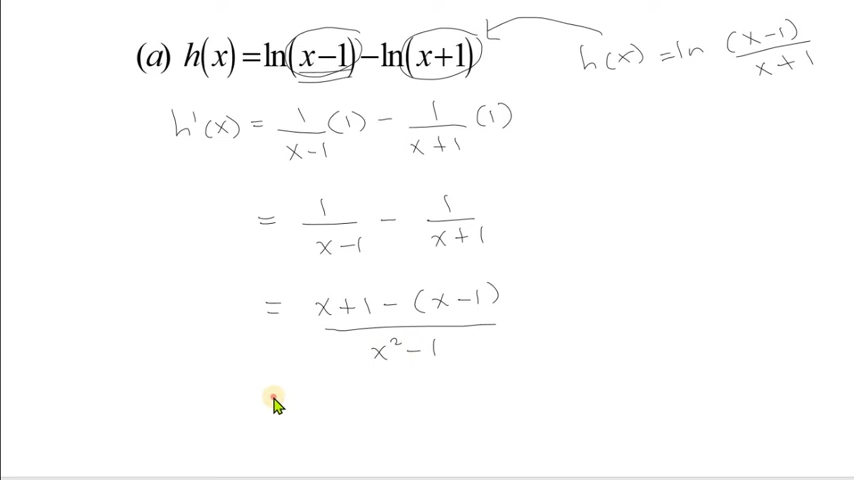 (a) h(x) = ln(x−1)−ln(x+1)
h(x) = ln (x−1)/(x+1)
h'(x) = 1/(x−1) (1) − 1/(x+1) (1)
= 1/(x−1) − 1/(x+1)
= (x+1 − (x−1))/(x²−1)